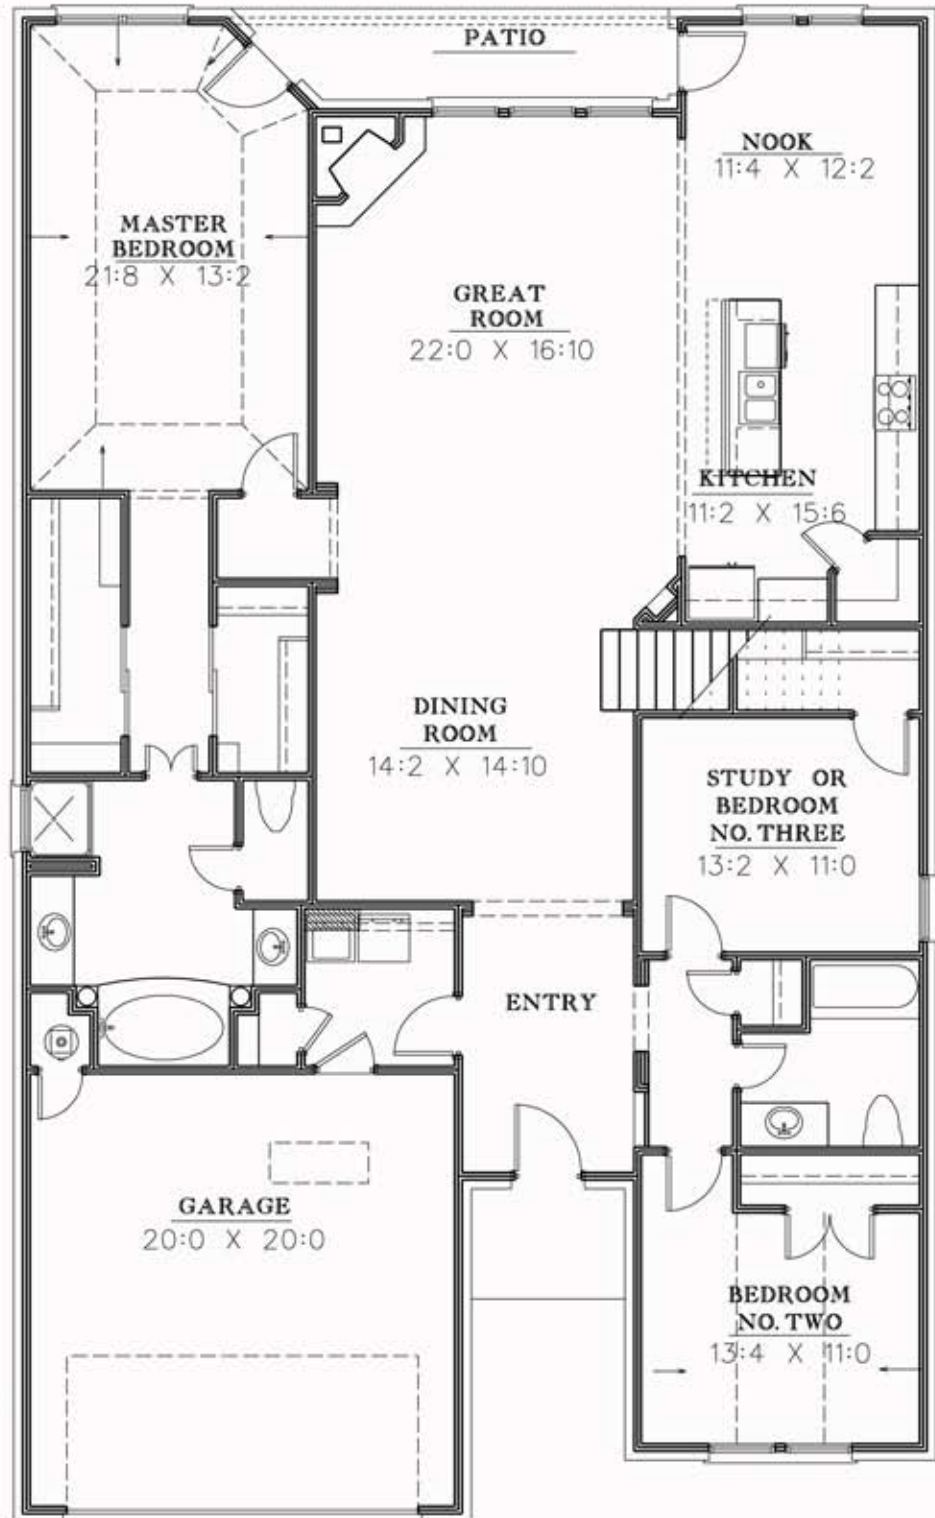 PATIO
NOOK
11:4 X 12:2
MASTER
BEDROOM
21:8 X 13:2
GREAT
ROOM
22:0 X 16:10
KITCHEN
11:2 X 15:6
DINING
ROOM
14:2 X 14:10
STUDY OR
BEDROOM
NO. THREE
13:2 X 11:0
ENTRY
GARAGE
20:0 X 20:0
BEDROOM
NO. TWO
13:4 X 11:0